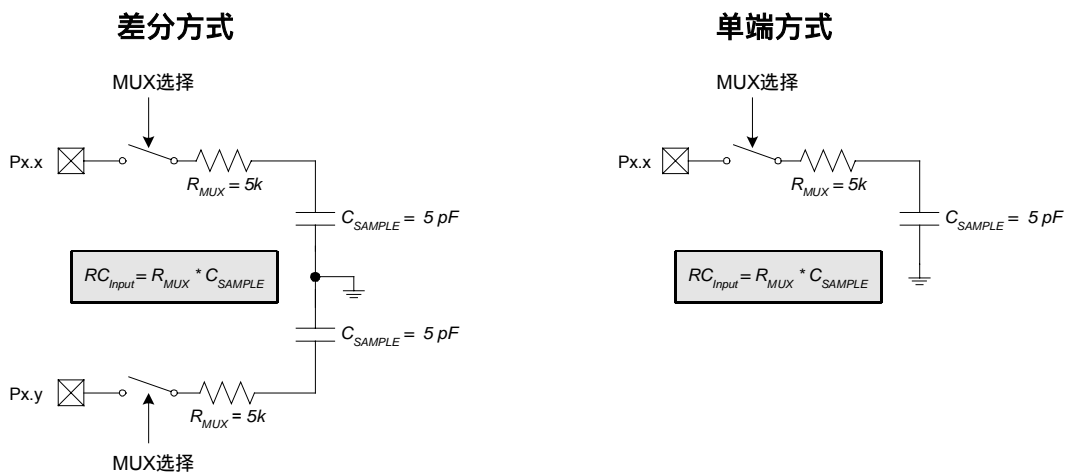 差分方式
MUX选择
Px.x
R_MUX = 5k
C_SAMPLE = 5 pF
RC_Input = R_MUX * C_SAMPLE
C_SAMPLE = 5 pF
Px.y
R_MUX = 5k
MUX选择
单端方式
MUX选择
Px.x
R_MUX = 5k
C_SAMPLE = 5 pF
RC_Input = R_MUX * C_SAMPLE